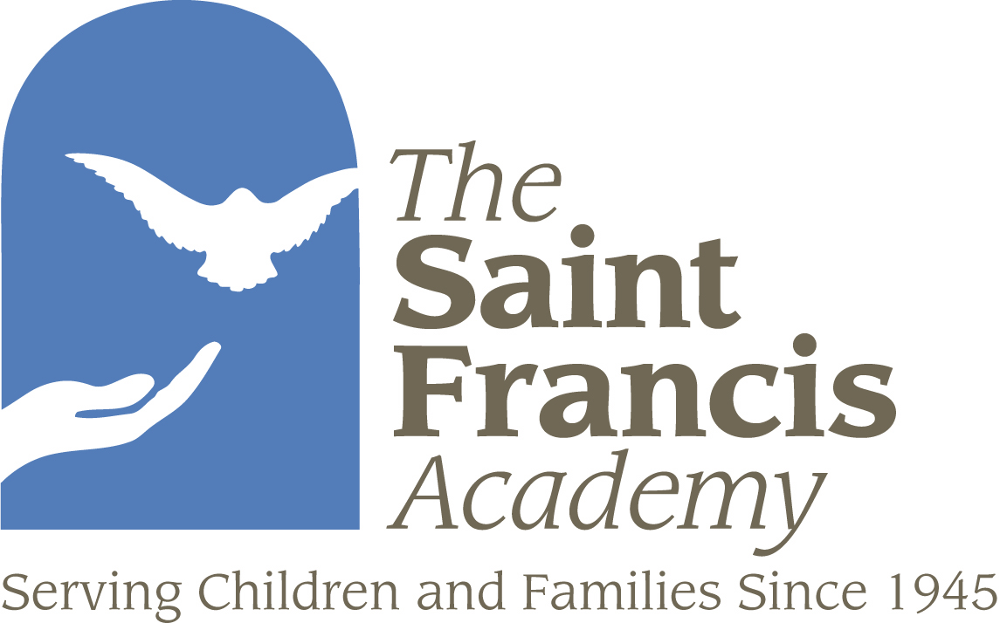 The
Saint
Francis
Academy
Serving Children and Families Since 1945